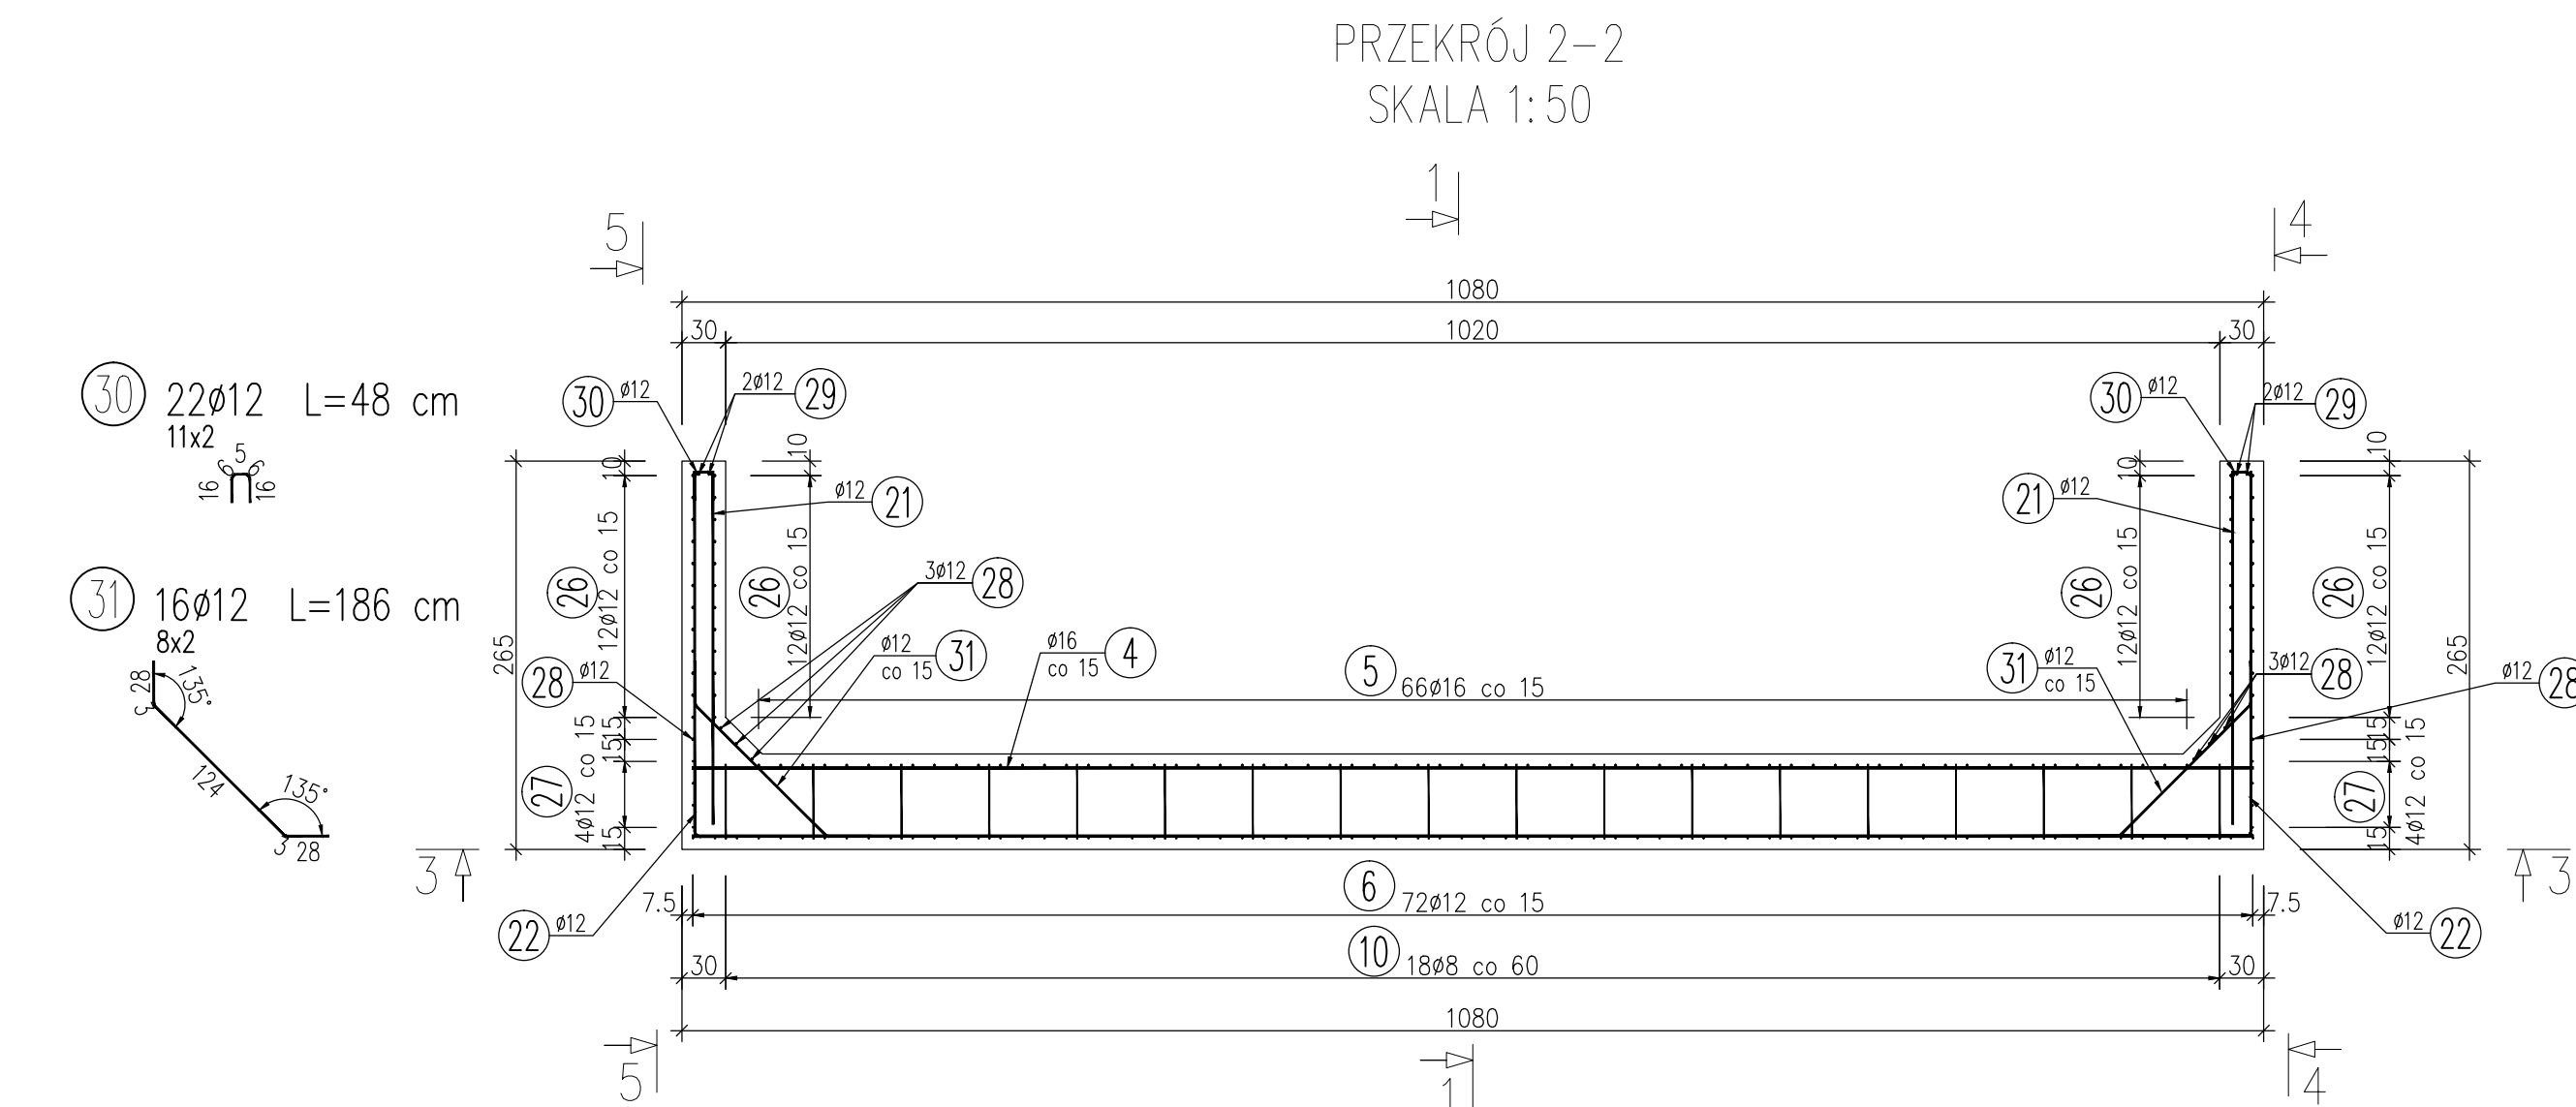 PRZEKRÓJ 2-2
SKALA 1:50
1
5
4
1080
30
1020
30
30
22ø12 L=48 cm
11x2
6
5
6
16
16
30
ø12
2ø12
29
30
ø12
2ø12
29
10
10
10
10
ø12
21
21
ø12
31
16ø12 L=186 cm
8x2
28
135°
3
124
135°
3
28
265
26
12ø12 co 15
26
12ø12 co 15
3ø12
28
ø12
co 15
31
ø16
co 15
4
5
66ø16 co 15
28
ø12
15
15
27
4ø12 co 15
15
26
12ø12 co 15
26
12ø12 co 15
265
31
ø12
co 15
3ø12
28
ø12
28
15
15
27
4ø12 co 15
15
3
3
22
ø12
ø12
22
7.5
6
72ø12 co 15
7.5
30
10
18ø8 co 60
30
1080
5
1
4